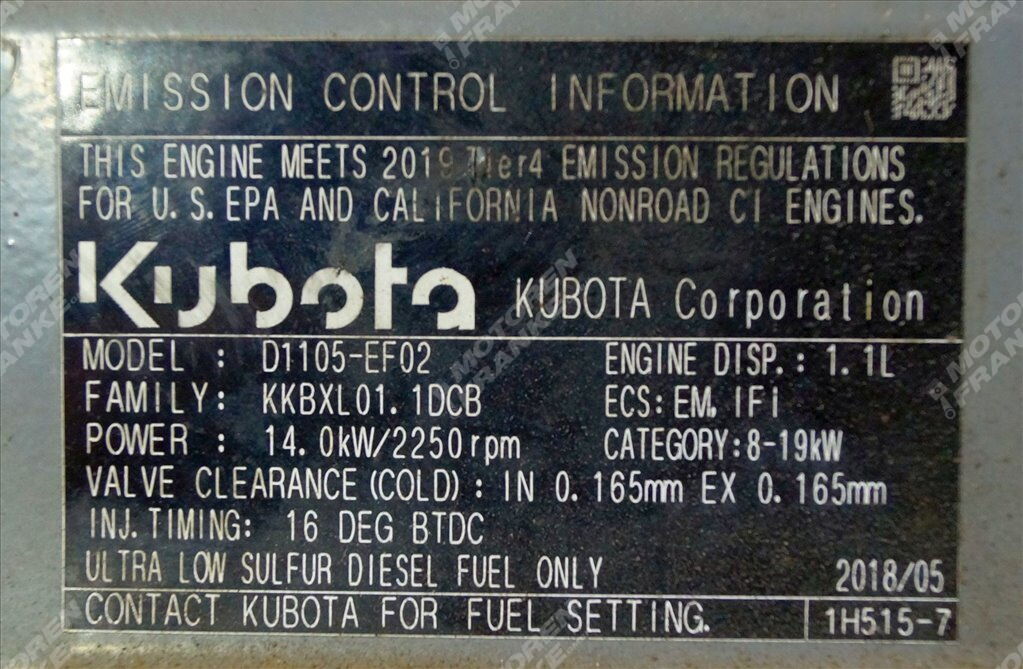 EMISSION CONTROL INFORMATION
THIS ENGINE MEETS 2019 Tier4 EMISSION REGULATIONS
FOR U.S.EPA AND CALIFORNIA NONROAD CI ENGINES.
Kubota KUBOTA Corporation
MODEL : D1105-EF02 ENGINE DISP.: 1.1L
FAMILY: KKBXL01.1DCB ECS:EM,IFI
POWER : 14.0kW/2250rpm CATEGORY:8-19kW
VALVE CLEARANCE(COLD): IN 0.165mm EX 0.165mm
INJ.TIMING: 16 DEG BTDC
ULTRA LOW SULFUR DIESEL FUEL ONLY 2018/05
CONTACT KUBOTA FOR FUEL SETTING. 1H515-7
MOTOREN
FRANKE